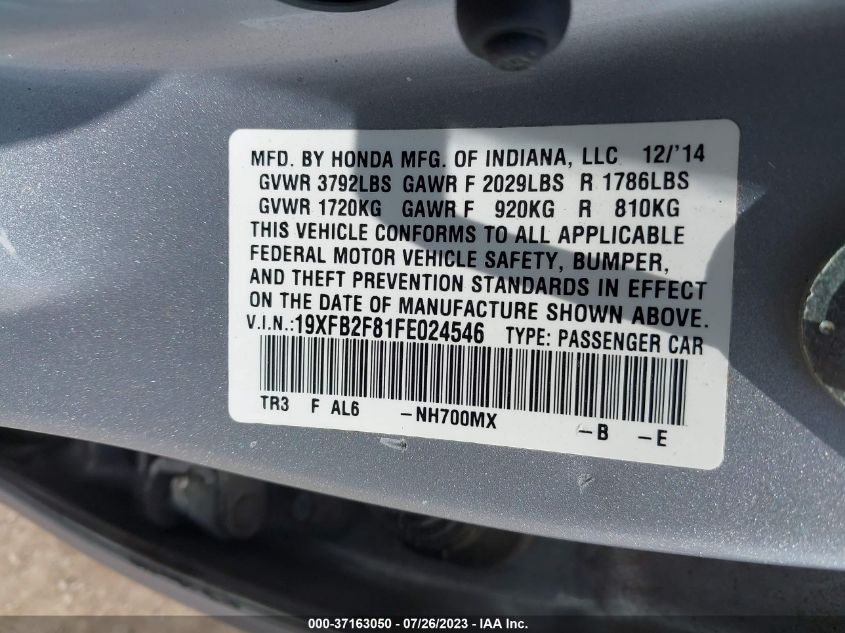 MFD. BY HONDA MFG. OF INDIANA, LLC 12/'14
GVWR 3792LBS GAWR F 2029LBS R 1786LBS
GVWR 1720KG GAWR F 920KG R 810KG
THIS VEHICLE CONFORMS TO ALL APPLICABLE
FEDERAL MOTOR VEHICLE SAFETY, BUMPER,
AND THEFT PREVENTION STANDARDS IN EFFECT
ON THE DATE OF MANUFACTURE SHOWN ABOVE.
V.I.N.:19XFB2F81FE024546 TYPE: PASSENGER CAR
TR3 F AL6 -NH700MX -B -E
000-37163050 / 07/26/2023 - IAA Inc.